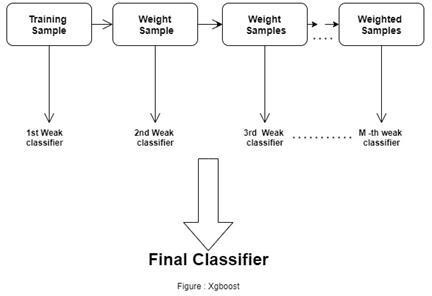 Training
Sample
Weight
Sample
Weight
Samples
....
Weighted
Samples
1st Weak
classifier
2nd Weak
classifier
3rd Weak
classifier
...........
M -th weak
classifier
Final Classifier
Figure : Xgboost